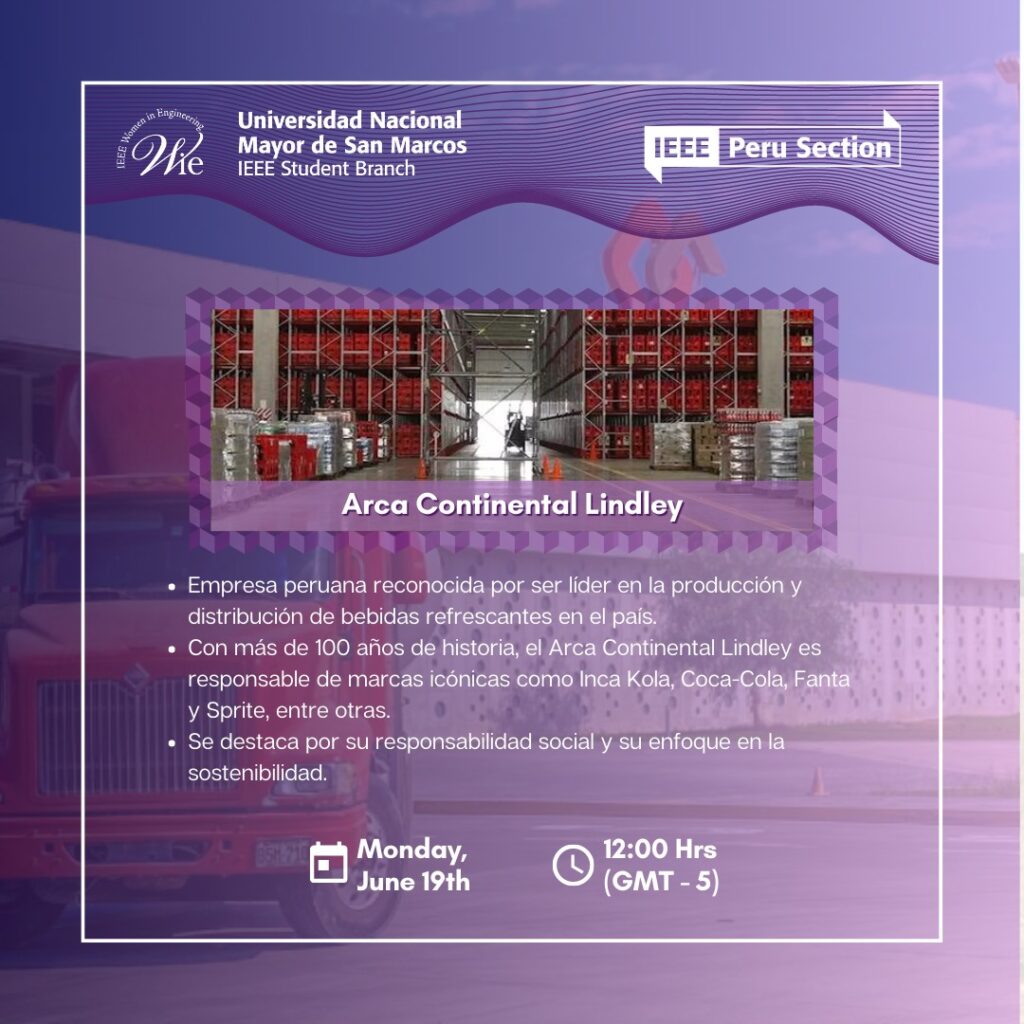 IEEE Women in Engineering
WIE
Universidad Nacional
Mayor de San Marcos
IEEE Student Branch
IEEE Peru Section
Arca Continental Lindley
• Empresa peruana reconocida por ser líder en la producción y
distribución de bebidas refrescantes en el país.
• Con más de 100 años de historia, el Arca Continental Lindley es
responsable de marcas icónicas como Inca Kola, Coca-Cola, Fanta
y Sprite, entre otras.
• Se destaca por su responsabilidad social y su enfoque en la
sostenibilidad.
Monday,
June 19th
12:00 Hrs
(GMT - 5)